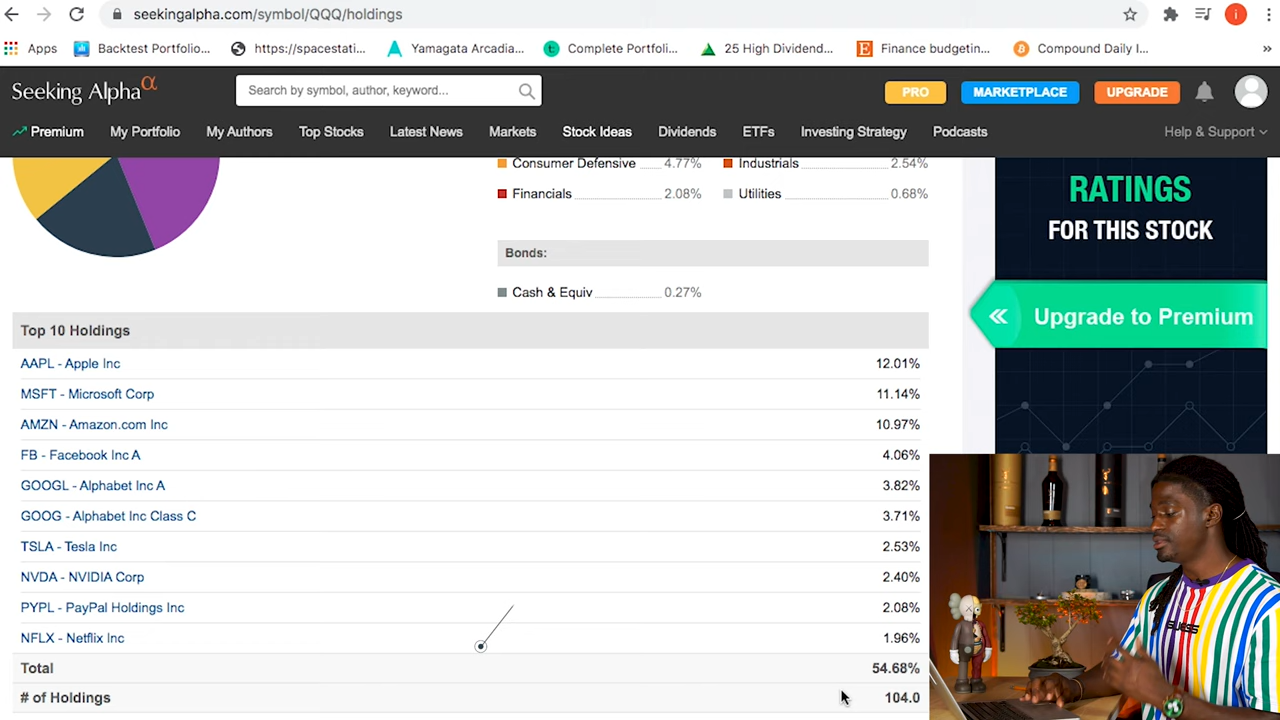 seekingalpha.com/symbol/QQQ/holdings
i
Apps Backtest Portfolio... https://spacestati... Yamagata Arcadia... Complete Portfoli... 25 High Dividend... Finance budgetin... Compound Daily I... »
Seeking Alpha α Search by symbol, author, keyword... PRO MARKETPLACE UPGRADE
Premium My Portfolio My Authors Top Stocks Latest News Markets Stock Ideas Dividends ETFs Investing Strategy Podcasts Help & Support
Consumer Defensive 4.77% Industrials 2.54%
Financials 2.08% Utilities 0.68%
Bonds:
Cash & Equiv 0.27%
RATINGS
FOR THIS STOCK
« Upgrade to Premium
Top 10 Holdings
AAPL - Apple Inc 12.01%
MSFT - Microsoft Corp 11.14%
AMZN - Amazon.com Inc 10.97%
FB - Facebook Inc A 4.06%
GOOGL - Alphabet Inc A 3.82%
GOOG - Alphabet Inc Class C 3.71%
TSLA - Tesla Inc 2.53%
NVDA - NVIDIA Corp 2.40%
PYPL - PayPal Holdings Inc 2.08%
NFLX - Netflix Inc 1.96%
Total 54.68%
# of Holdings 104.0
GUESS